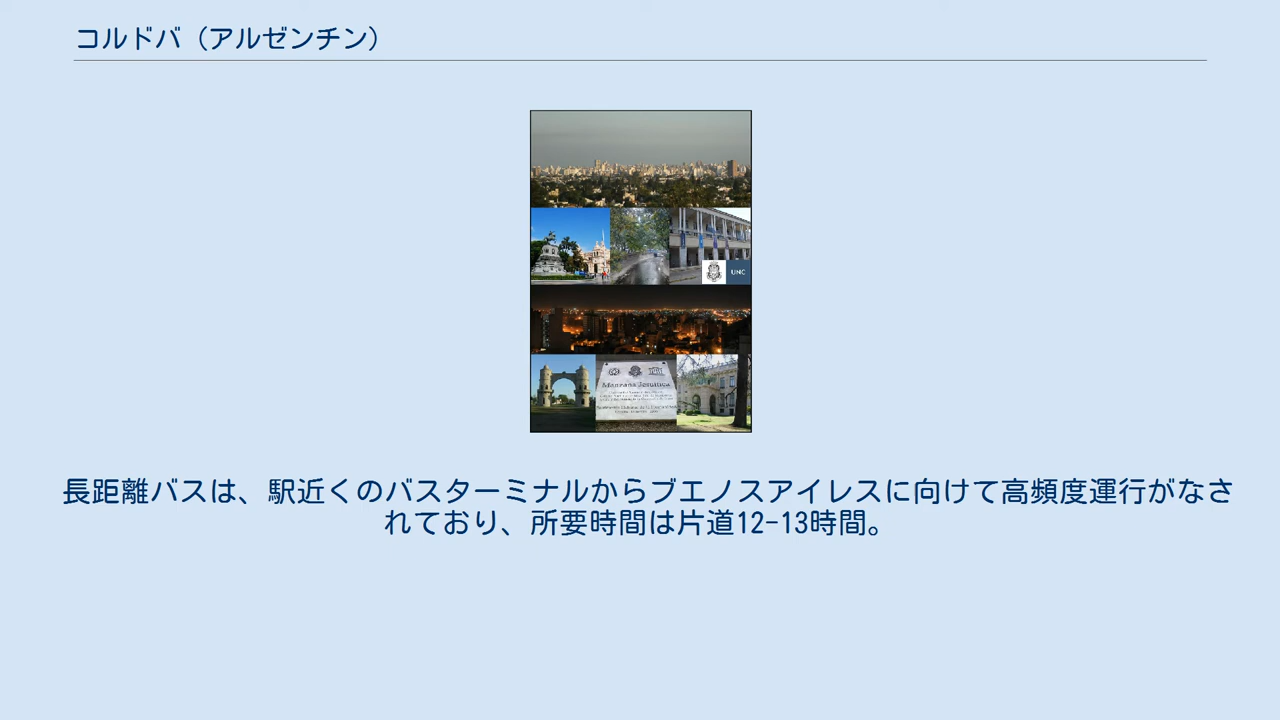 コルドバ（アルゼンチン）
UNC
Manzana Jesuítica
長距離バスは、駅近くのバスターミナルからブエノスアイレスに向けて高頻度運行がなさ
れており、所要時間は片道12-13時間。